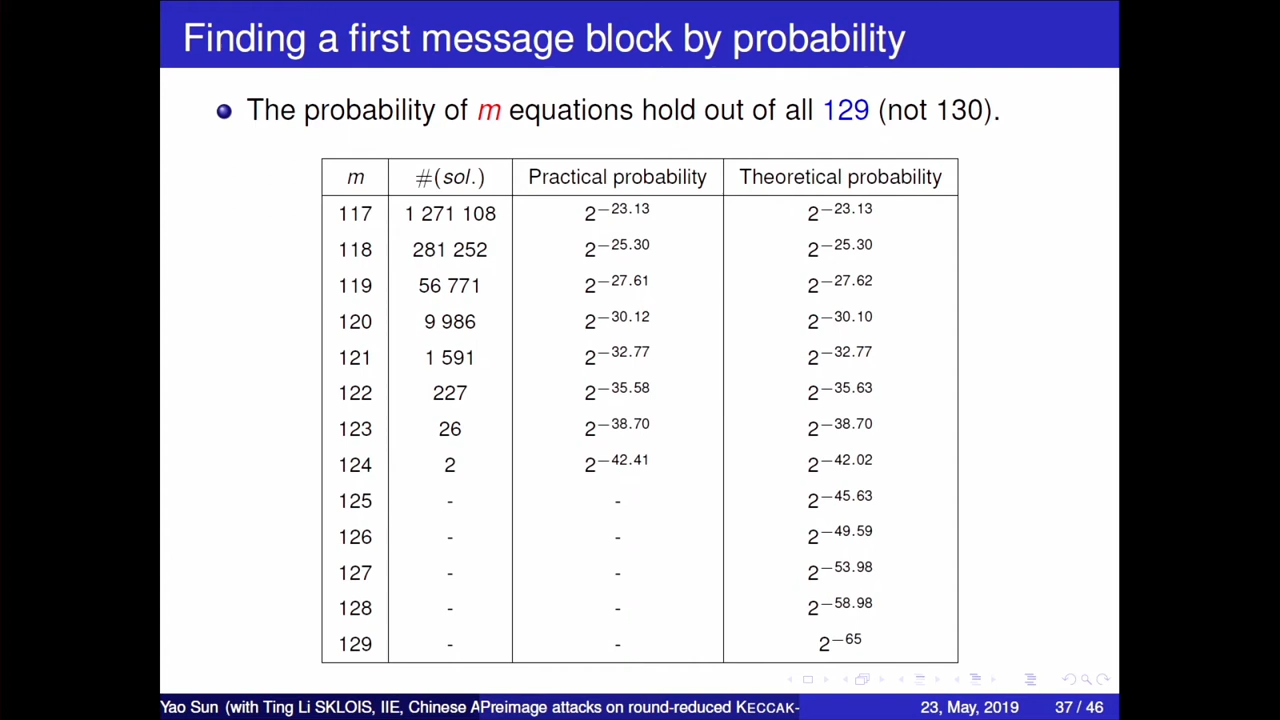 Finding a first message block by probability
The probability of m equations hold out of all 129 (not 130).
m #(sol.) Practical probability Theoretical probability
117 1 271 108 2^−23.13 2^−23.13
118 281 252 2^−25.30 2^−25.30
119 56 771 2^−27.61 2^−27.62
120 9 986 2^−30.12 2^−30.10
121 1 591 2^−32.77 2^−32.77
122 227 2^−35.58 2^−35.63
123 26 2^−38.70 2^−38.70
124 2 2^−42.41 2^−42.02
125 - - 2^−45.63
126 - - 2^−49.59
127 - - 2^−53.98
128 - - 2^−58.98
129 - - 2^−65
Yao Sun (with Ting Li SKLOIS, IIE, Chinese A Preimage attacks on round-reduced KECCAK- 23, May, 2019 37 / 46